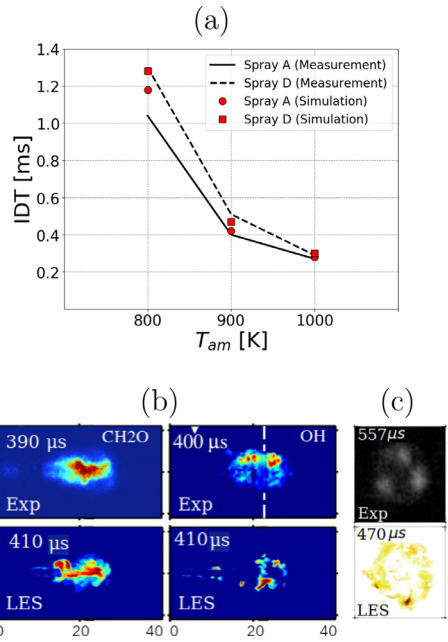 (a)
1.4
1.2
1.0
0.8
0.6
0.4
0.2
IDT [ms]
Spray A (Measurement)
Spray D (Measurement)
Spray A (Simulation)
Spray D (Simulation)
800 900 1000
T_am [K]
(b) (c)
390 µs CH2O
Exp
400 µs OH
Exp
557µs
Exp
410 µs
LES
410µs
LES
470µs
LES
0 20 40 0 20 40